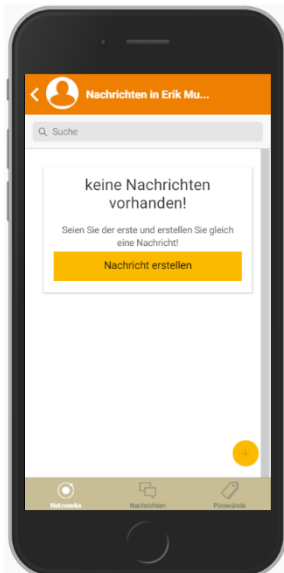 Nachrichten in Erik Mu...
Suche
keine Nachrichten
vorhanden!
Seien Sie der erste und erstellen Sie gleich
eine Nachricht!
Nachricht erstellen
+
Netzwerke
Nachrichten
Pinnwände